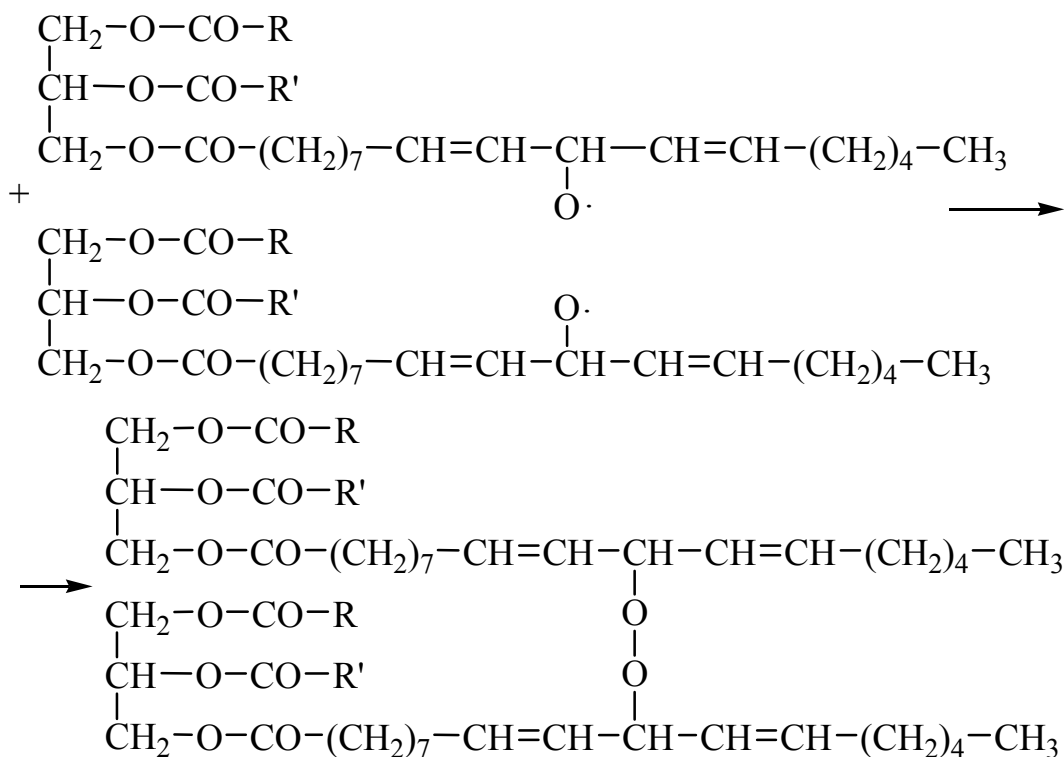 CH₂–O–CO–R
CH–O–CO–R'
CH₂–O–CO–(CH₂)₇–CH=CH–CH–CH=CH–(CH₂)₄–CH₃
+
O·
CH₂–O–CO–R
CH–O–CO–R' O·
CH₂–O–CO–(CH₂)₇–CH=CH–CH–CH=CH–(CH₂)₄–CH₃
CH₂–O–CO–R
CH–O–CO–R'
CH₂–O–CO–(CH₂)₇–CH=CH–CH–CH=CH–(CH₂)₄–CH₃
CH₂–O–CO–R O
CH–O–CO–R' O
CH₂–O–CO–(CH₂)₇–CH=CH–CH–CH=CH–(CH₂)₄–CH₃